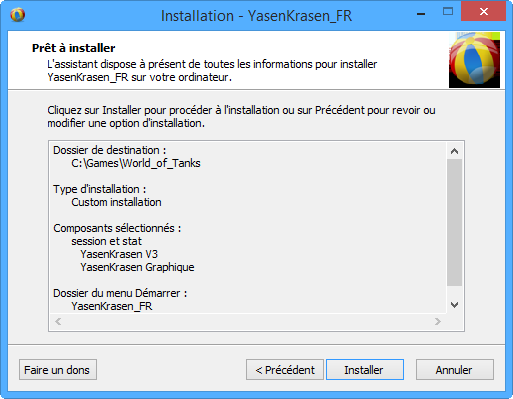 Installation - YasenKrasen_FR
Prêt à installer
L'assistant dispose à présent de toutes les informations pour installer
YasenKrasen_FR sur votre ordinateur.
Cliquez sur Installer pour procéder à l'installation ou sur Précédent pour revoir ou
modifier une option d'installation.
Dossier de destination :
C:\Games\World_of_Tanks
Type d'installation :
Custom installation
Composants sélectionnés :
session et stat
YasenKrasen V3
YasenKrasen Graphique
Dossier du menu Démarrer :
YasenKrasen_FR
Faire un dons
< Précédent
Installer
Annuler